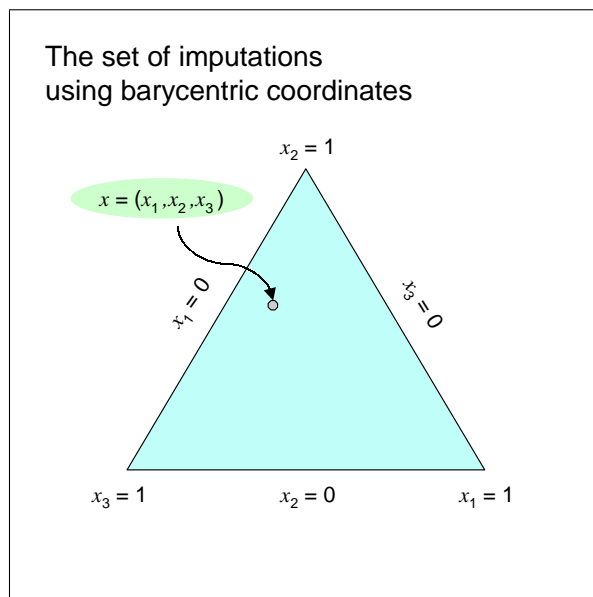 The set of imputations
using barycentric coordinates
x₂ = 1
x = (x₁,x₂,x₃)
x₁ = 0
x₃ = 0
x₃ = 1
x₂ = 0
x₁ = 1